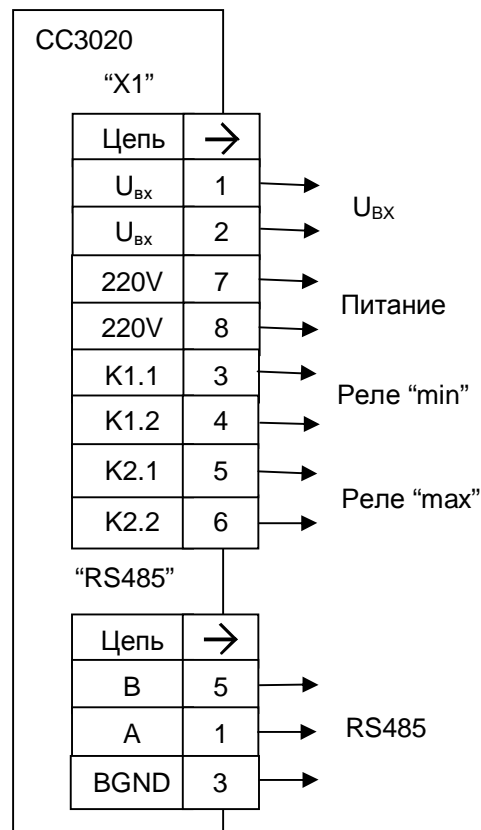 CC3020
“X1”
Цепь →
Uвх 1
Uвх 2
UВХ
220V 7
220V 8
Питание
K1.1 3
K1.2 4
Реле “min”
K2.1 5
K2.2 6
Реле “max”
“RS485”
Цепь →
B 5
A 1
RS485
BGND 3